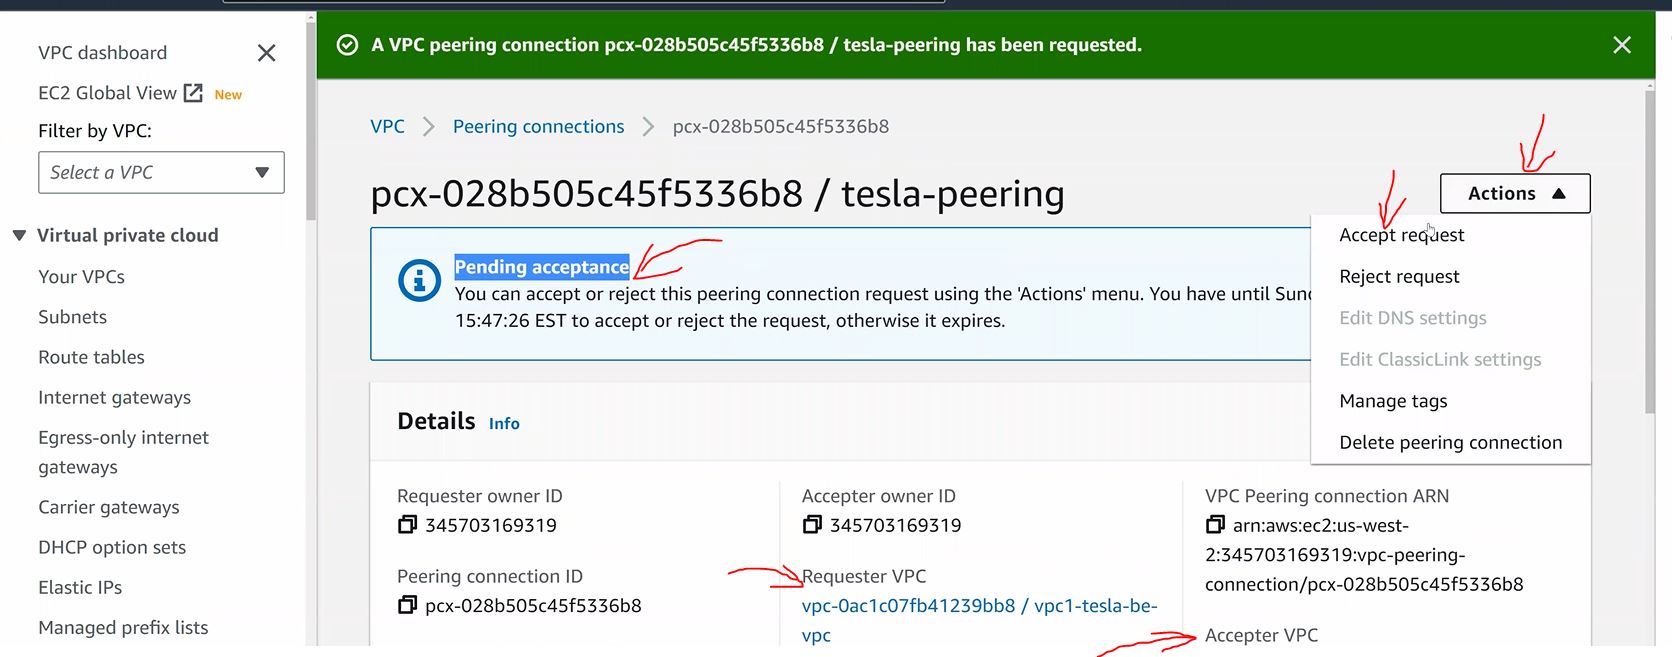 VPC dashboard
EC2 Global View New
Filter by VPC:
Select a VPC
Virtual private cloud
Your VPCs
Subnets
Route tables
Internet gateways
Egress-only internet
gateways
Carrier gateways
DHCP option sets
Elastic IPs
Managed prefix lists
A VPC peering connection pcx-028b505c45f5336b8 / tesla-peering has been requested.
VPC > Peering connections > pcx-028b505c45f5336b8
pcx-028b505c45f5336b8 / tesla-peering
Actions
Accept request
Reject request
Edit DNS settings
Edit ClassicLink settings
Manage tags
Delete peering connection
Pending acceptance
You can accept or reject this peering connection request using the 'Actions' menu. You have until
15:47:26 EST to accept or reject the request, otherwise it expires.
Details Info
Requester owner ID
345703169319
Peering connection ID
pcx-028b505c45f5336b8
Accepter owner ID
345703169319
Requester VPC
vpc-0ac1c07fb41239bb8 / vpc1-tesla-be-
vpc
VPC Peering connection ARN
arn:aws:ec2:us-west-
2:345703169319:vpc-peering-
connection/pcx-028b505c45f5336b8
Accepter VPC